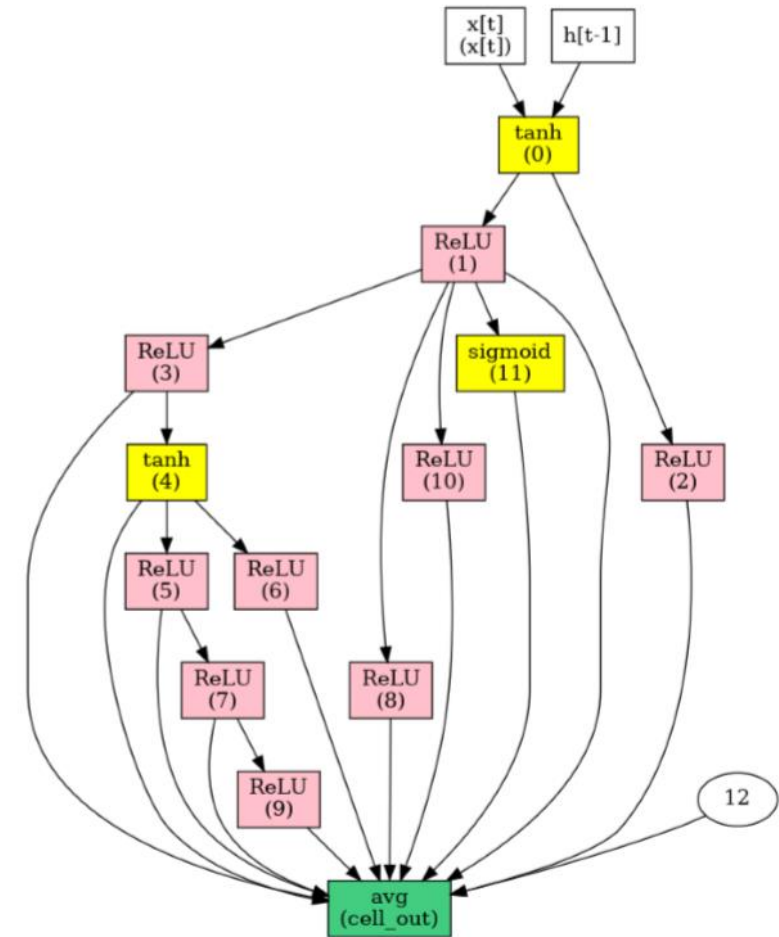 x[t]
(x[t])
h[t-1]
tanh
(0)
ReLU
(1)
ReLU
(3)
sigmoid
(11)
tanh
(4)
ReLU
(10)
ReLU
(2)
ReLU
(5)
ReLU
(6)
ReLU
(7)
ReLU
(8)
ReLU
(9)
12
avg
(cell_out)